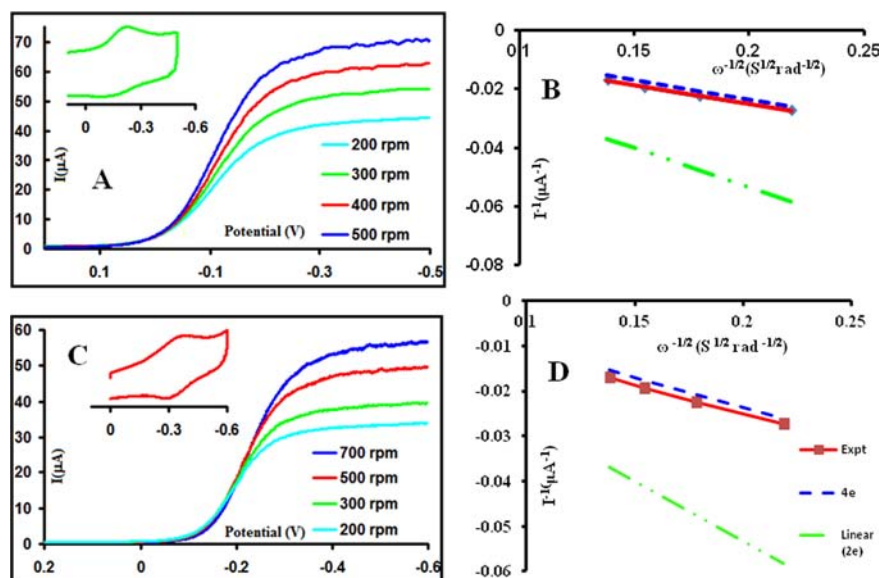 70
60
50
40
30
20
10
0
I(µA)
0 -0.3 -0.6
A
200 rpm
300 rpm
400 rpm
500 rpm
Potential (V)
0.1 -0.1 -0.3 -0.5
0
0.1 0.15 0.2 0.25
ω-1/2(S1/2rad-1/2)
B
-0.02
-0.04
-0.06
-0.08
I-1(µA-1)
60
50
40
30
20
10
0
I(µA)
C
0 -0.3 -0.6
700 rpm
500 rpm
300 rpm
200 rpm
Potential (V)
0.2 0 -0.2 -0.4 -0.6
0
0.1 0.15 0.2 0.25
ω -1/2 (S 1/2 rad -1/2)
D
-0.01
-0.02
-0.03
-0.04
-0.05
-0.06
I-1(µA-1)
Expt
4e
Linear
(2e)